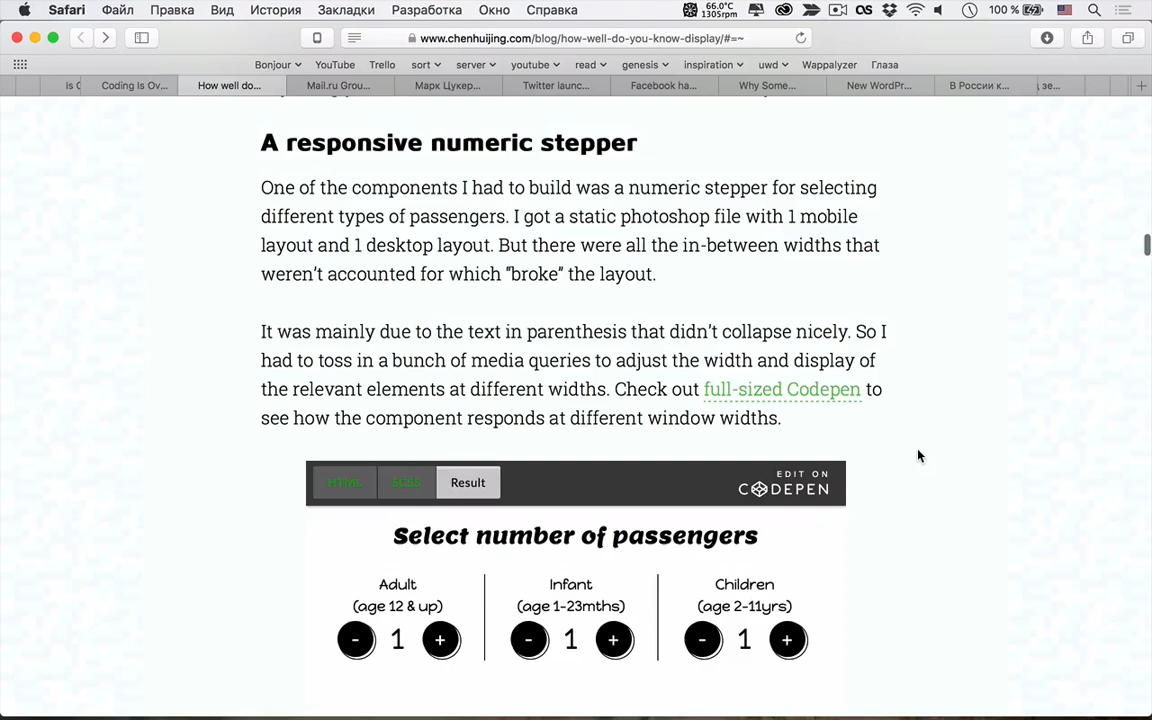 Safari Файл Правка Вид История Закладки Разработка Окно Справка 66.0°C 1305rpm 100 %
www.chenhuijing.com/blog/how-well-do-you-know-display/#=~
Bonjour YouTube Trello sort server youtube read genesis inspiration uwd Wappalyzer Глаза
Is C Coding Is Ov... How well do... Mail.ru Grou... Марк Цукер... Twitter launc... Facebook ha... Why Some... New WordPr... В России к... зе...
A responsive numeric stepper
One of the components I had to build was a numeric stepper for selecting
different types of passengers. I got a static photoshop file with 1 mobile
layout and 1 desktop layout. But there were all the in-between widths that
weren't accounted for which "broke" the layout.
It was mainly due to the text in parenthesis that didn't collapse nicely. So I
had to toss in a bunch of media queries to adjust the width and display of
the relevant elements at different widths. Check out full-sized Codepen to
see how the component responds at different window widths.
HTML SCSS Result EDIT ON
CODEPEN
Select number of passengers
Adult Infant Children
(age 12 & up) (age 1-23mths) (age 2-11yrs)
- 1 + - 1 + - 1 +